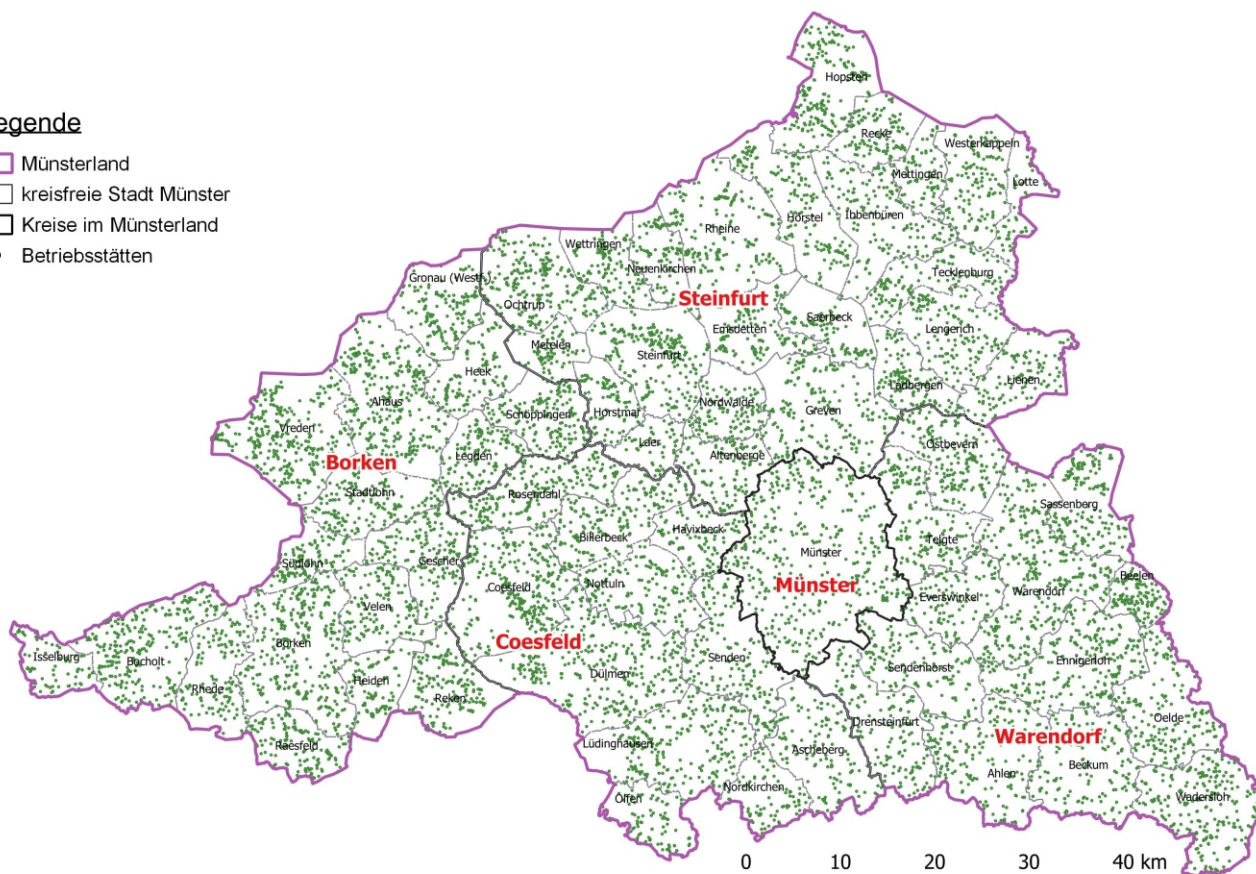 egende
Münsterland
kreisfreie Stadt Münster
Kreise im Münsterland
Betriebsstätten
Hopsten
Recke
Westerkappeln
Mettingen
Lotte
Rheine
Hörstel
Ibbenbüren
Wettringen
Neuenkirchen
Gronau (Westf.)
Tecklenburg
Ochtrup
Steinfurt
Saerbeck
Emsdetten
Lengerich
Metelen
Steinfurt
Heek
Ladbergen
Lienen
Ahaus
Schöppingen
Horstmar
Nordwalde
Greven
Vreden
Laer
Ostbevern
Legden
Altenberge
Borken
Stadtlohn
Rosendahl
Sassenberg
Havixbeck
Billerbeck
Telgte
Münster
Südlohn
Gescher
Coesfeld
Nottuln
Münster
Everswinkel
Warendorf
Beelen
Velen
Borken
Coesfeld
Isselburg
Bocholt
Rhede
Heiden
Reken
Dülmen
Senden
Sendenhorst
Ennigerloh
Oelde
Raesfeld
Lüdinghausen
Ascheberg
Drensteinfurt
Warendorf
Beckum
Ahlen
Olfen
Nordkirchen
Wadersloh
0 10 20 30 40 km